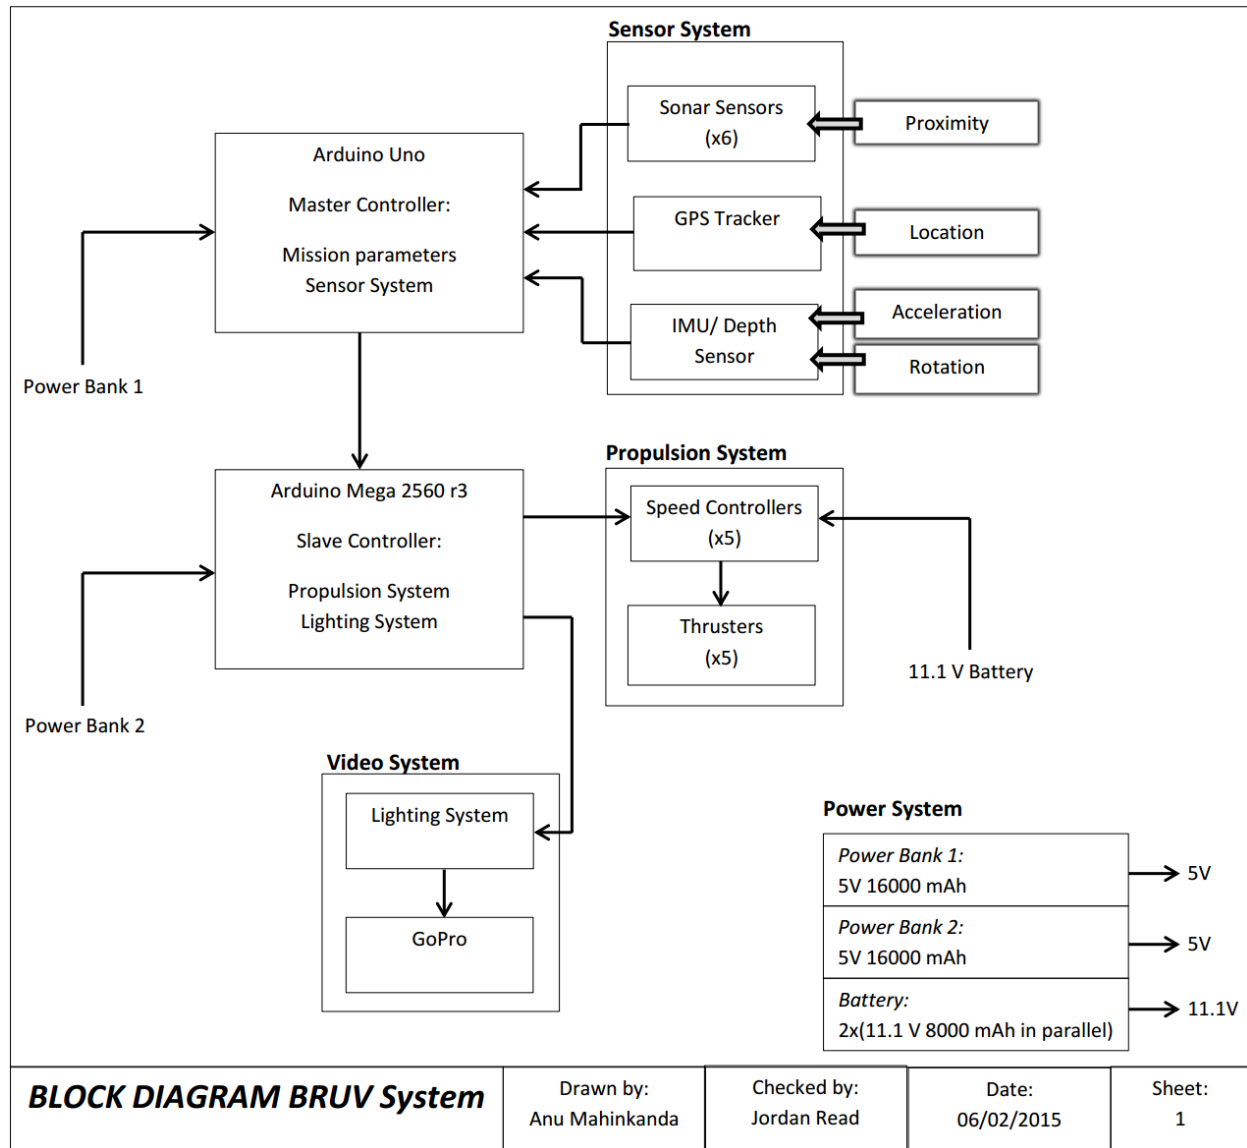 Sensor System
Sonar Sensors
(x6)
Proximity
Arduino Uno
Master Controller:
Mission parameters
Sensor System
GPS Tracker
Location
IMU/ Depth
Sensor
Acceleration
Rotation
Power Bank 1
Propulsion System
Arduino Mega 2560 r3
Slave Controller:
Propulsion System
Lighting System
Speed Controllers
(x5)
Thrusters
(x5)
11.1 V Battery
Power Bank 2
Video System
Lighting System
GoPro
Power System
Power Bank 1:
5V 16000 mAh
5V
Power Bank 2:
5V 16000 mAh
5V
Battery:
2x(11.1 V 8000 mAh in parallel)
11.1V
BLOCK DIAGRAM BRUV System
Drawn by:
Anu Mahinkanda
Checked by:
Jordan Read
Date:
06/02/2015
Sheet:
1